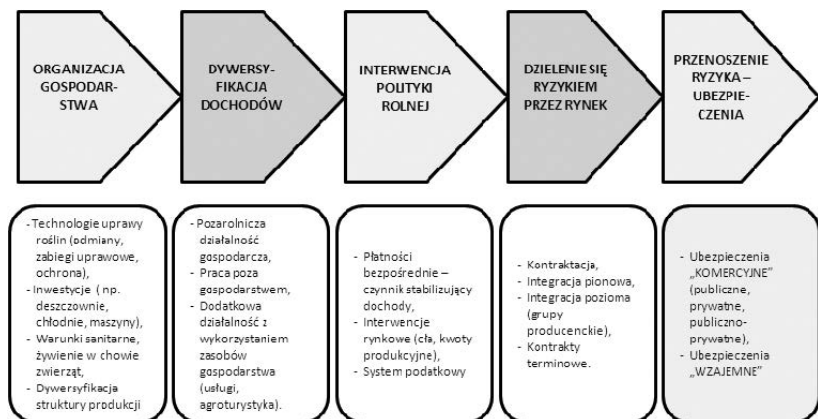 ORGANIZACJA
GOSPODAR-
STWA
DYWERSY-
FIKACJA
DOCHODÓW
INTERWENCJA
POLITYKI
ROLNEJ
DZIELENIE SIĘ
RYZYKIEM
PRZEZ RYNEK
PRZENOSZENIE
RYZYKA –
UBEZPIE-
CZENIA
- Technologie uprawy
roślin (odmiany,
zabiegi uprawowe,
ochrona),
- Inwestycje ( np.
deszczownie,
chłodnie, maszyny),
- Warunki sanitarne,
żywienie w chowie
zwierząt,
- Dywersyfikacja
struktury produkcji
- Pozarolnicza
działalność
gospodarcza,
- Praca poza
gospodarstwem,
- Dodatkowa
działalność z
wykorzystaniem
zasobów
gospodarstwa
(usługi,
agroturystyka).
- Płatności
bezpośrednie –
czynnik stabilizujący
dochody,
- Interwencje
rynkowe (cła, kwoty
produkcyjne),
- System podatkowy
- Kontraktacja,
- Integracja pionowa,
- Integracja pozioma
(grupy
producenckie),
- Kontrakty
terminowe.
- Ubezpieczenia
„KOMERCYJNE”
(publiczne,
prywatne,
publiczno-
prywatne),
- Ubezpieczenia
„WZAJEMNE”